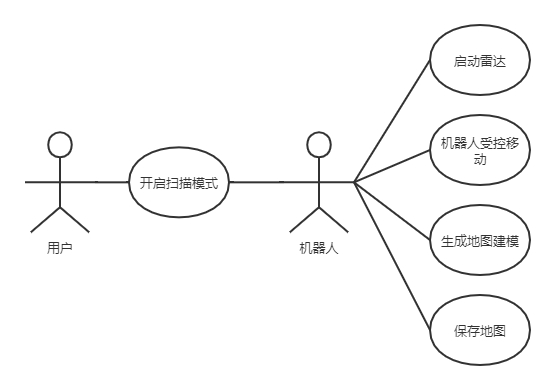 启动雷达
机器人受控移
动
开启扫描模式
生成地图建模
用户
机器人
保存地图